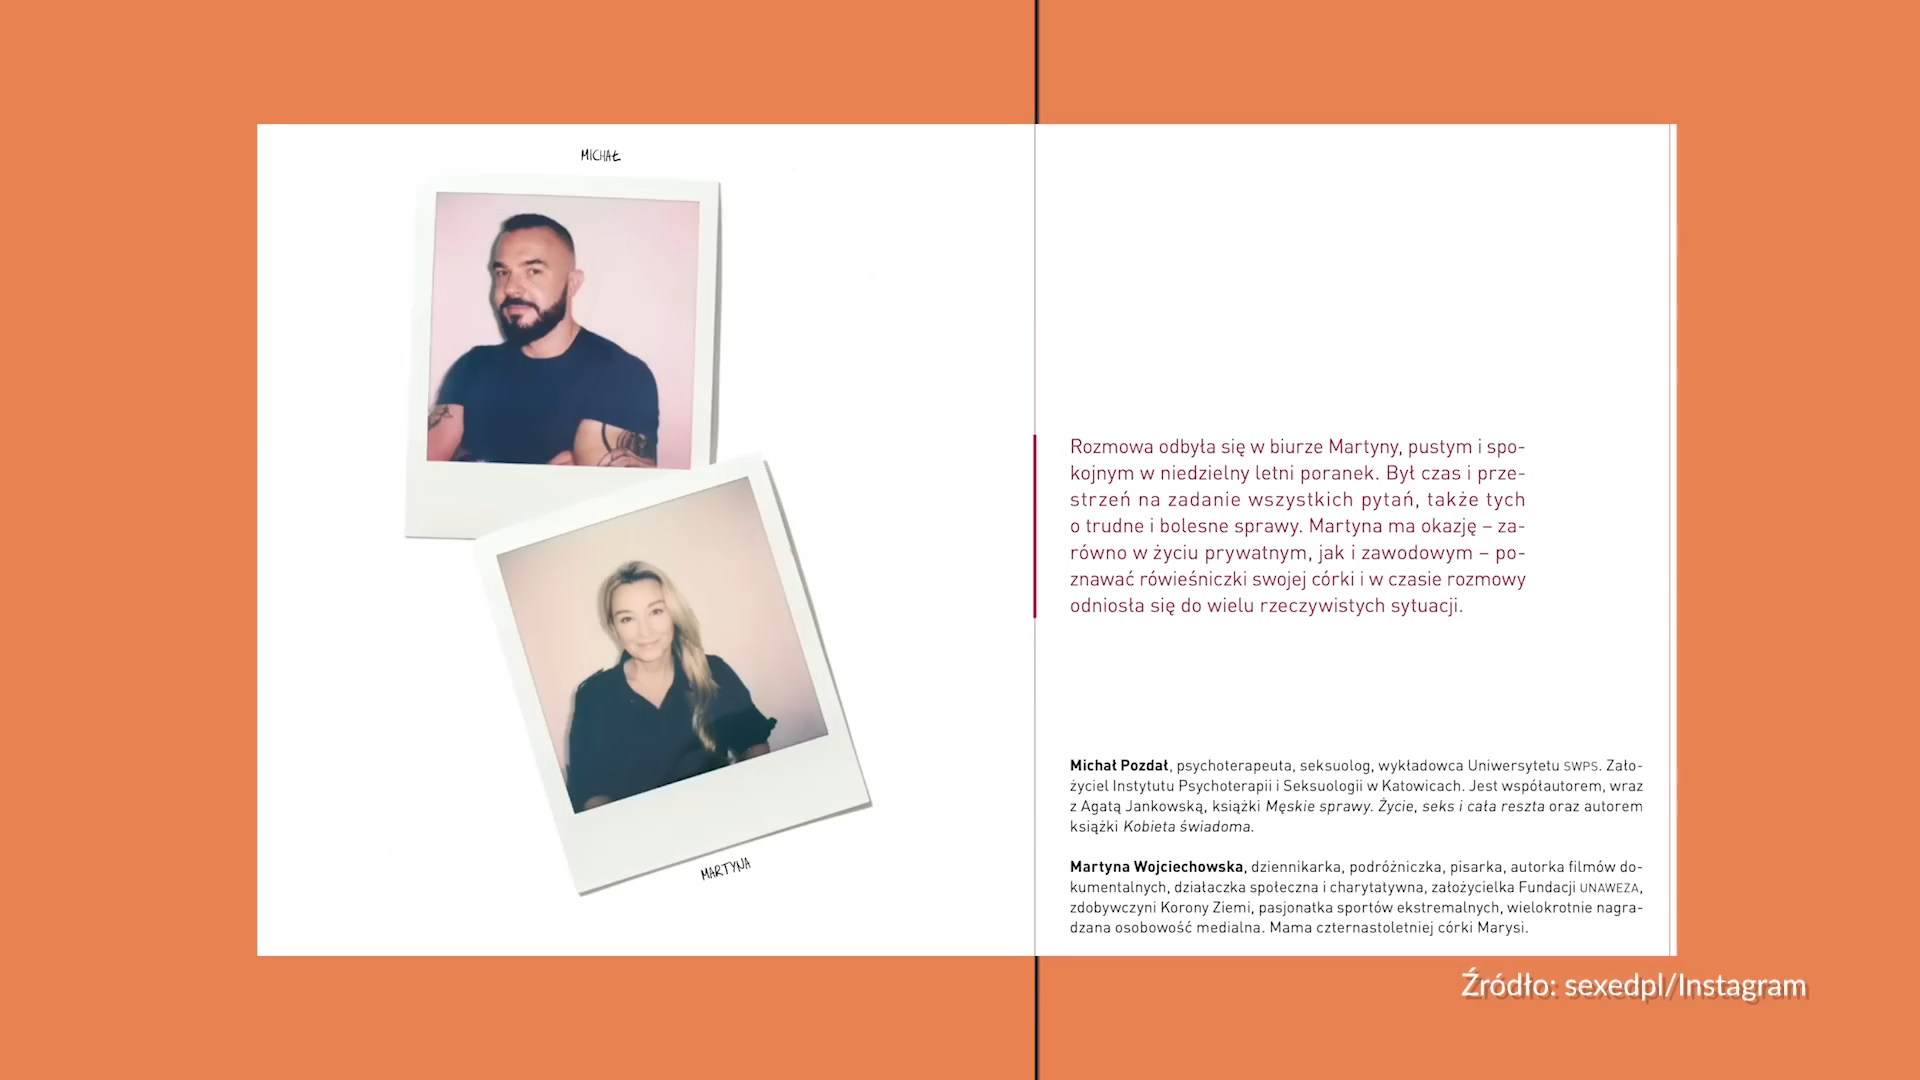 MICHAŁ
MARTYNA
Rozmowa odbyła się w biurze Martyny, pustym i spo-
kojnym w niedzielny letni poranek. Był czas i prze-
strzeń na zadanie wszystkich pytań, także tych
o trudne i bolesne sprawy. Martyna ma okazję – za-
równo w życiu prywatnym, jak i zawodowym – po-
znawać rówieśniczki swojej córki i w czasie rozmowy
odniosła się do wielu rzeczywistych sytuacji.
Michał Pozdał, psychoterapeuta, seksuolog, wykładowca Uniwersytetu SWPS. Zało-
życiel Instytutu Psychoterapii i Seksuologii w Katowicach. Jest współautorem, wraz
z Agatą Jankowską, książki Męskie sprawy. Życie, seks i cała reszta oraz autorem
książki Kobieta świadoma.
Martyna Wojciechowska, dziennikarka, podróżniczka, pisarka, autorka filmów do-
kumentalnych, działaczka społeczna i charytatywna, założycielka Fundacji UNAWEZA,
zdobywczyni Korony Ziemi, pasjonatka sportów ekstremalnych, wielokrotnie nagra-
dzana osobowość medialna. Mama czternastoletniej córki Marysi.
Źródło: sexedpl/Instagram